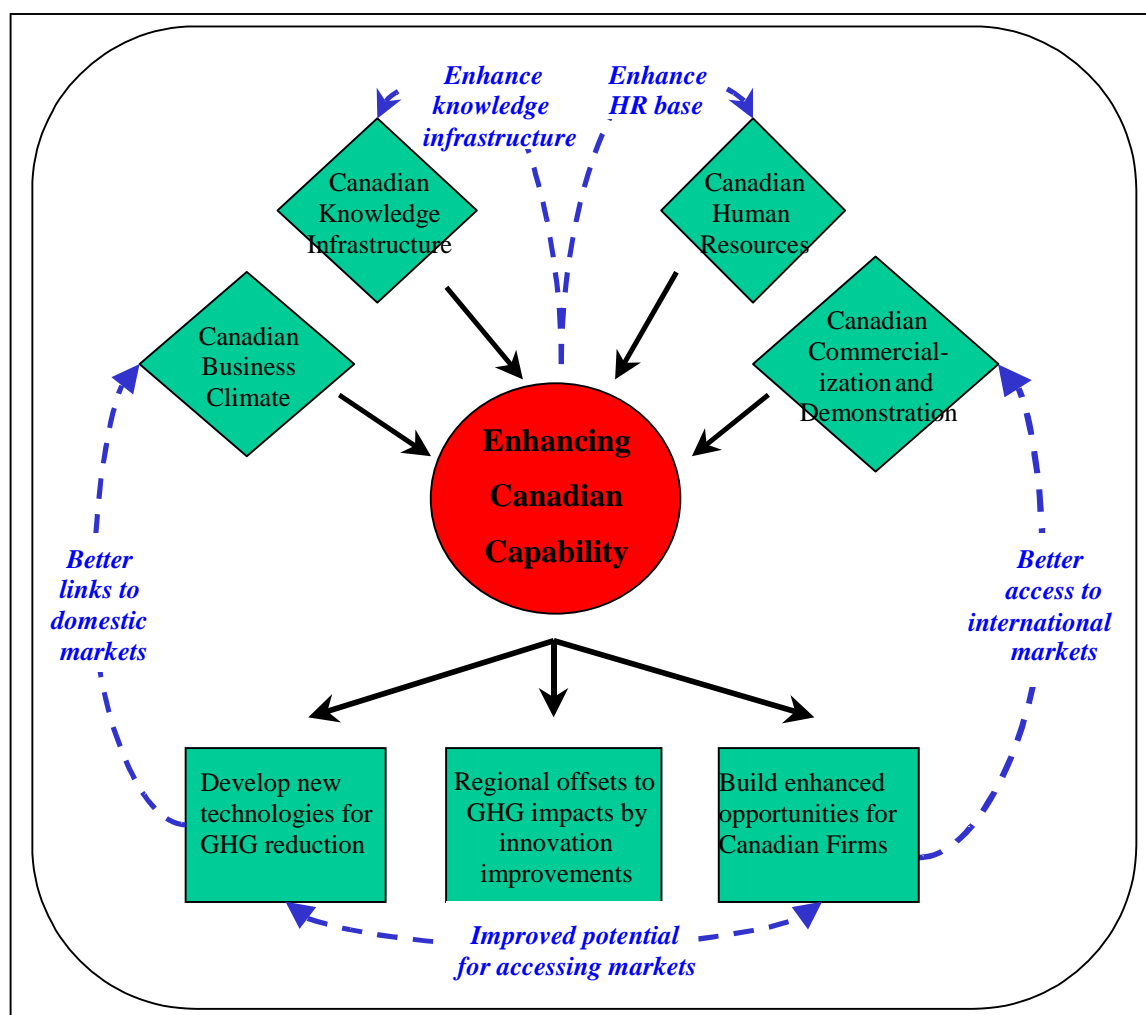 Enhance
knowledge
infrastructure
Enhance
HR base
Canadian
Knowledge
Infrastructure
Canadian
Human
Resources
Canadian
Business
Climate
Canadian
Commercial-
ization and
Demonstration
Enhancing
Canadian
Capability
Better
links to
domestic
markets
Better
access to
international
markets
Develop new
technologies for
GHG reduction
Regional offsets to
GHG impacts by
innovation
improvements
Build enhanced
opportunities for
Canadian Firms
Improved potential
for accessing markets